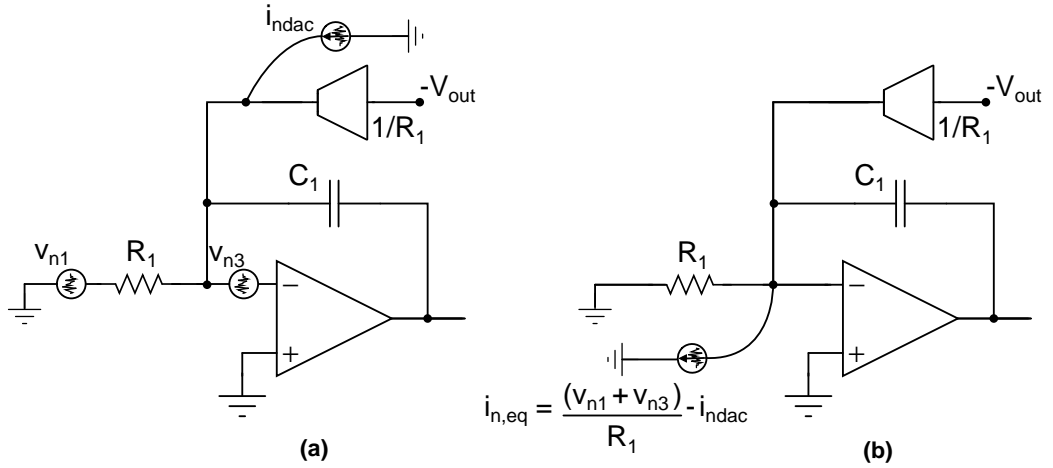 i_ndac
-V_out
1/R_1
C_1
v_n1
R_1
v_n3
−
+
(a)
-V_out
1/R_1
C_1
R_1
−
+
i_n,eq = (v_n1 + v_n3) / R_1 - i_ndac
(b)